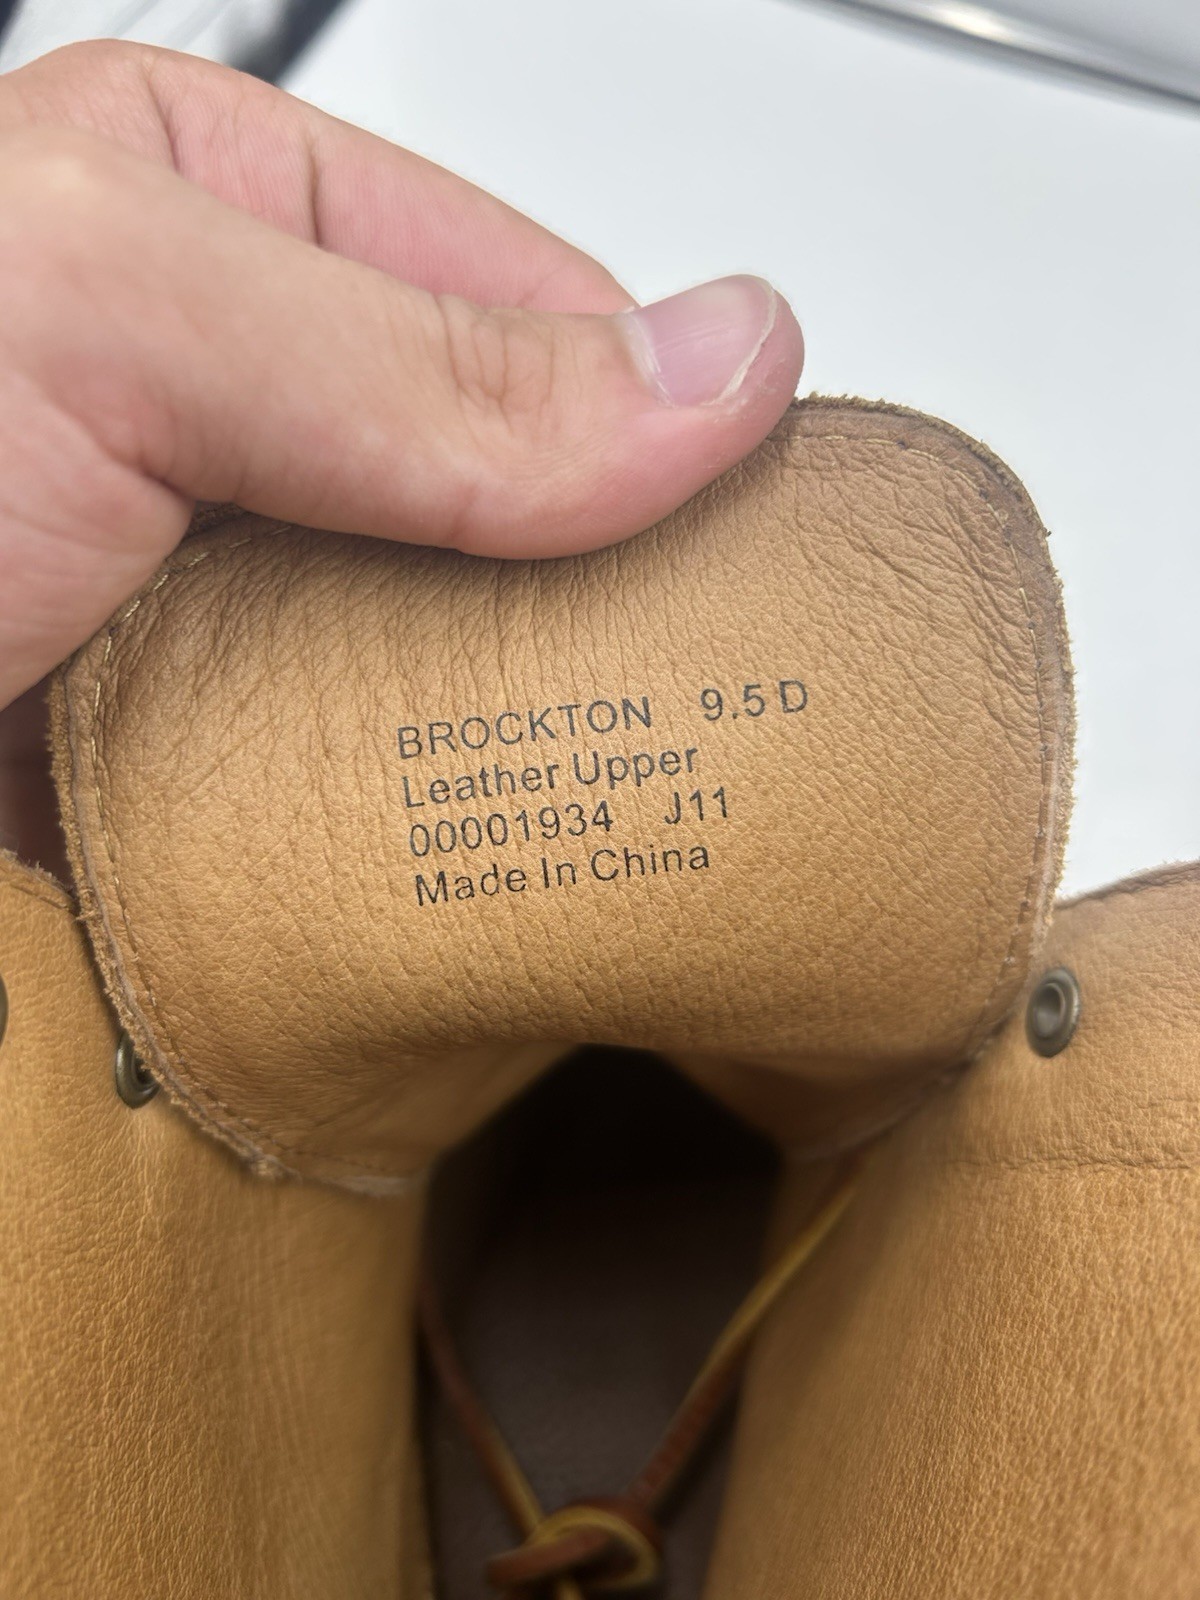 BROCKTON 9.5 D
Leather Upper
00001934 J11
Made In China